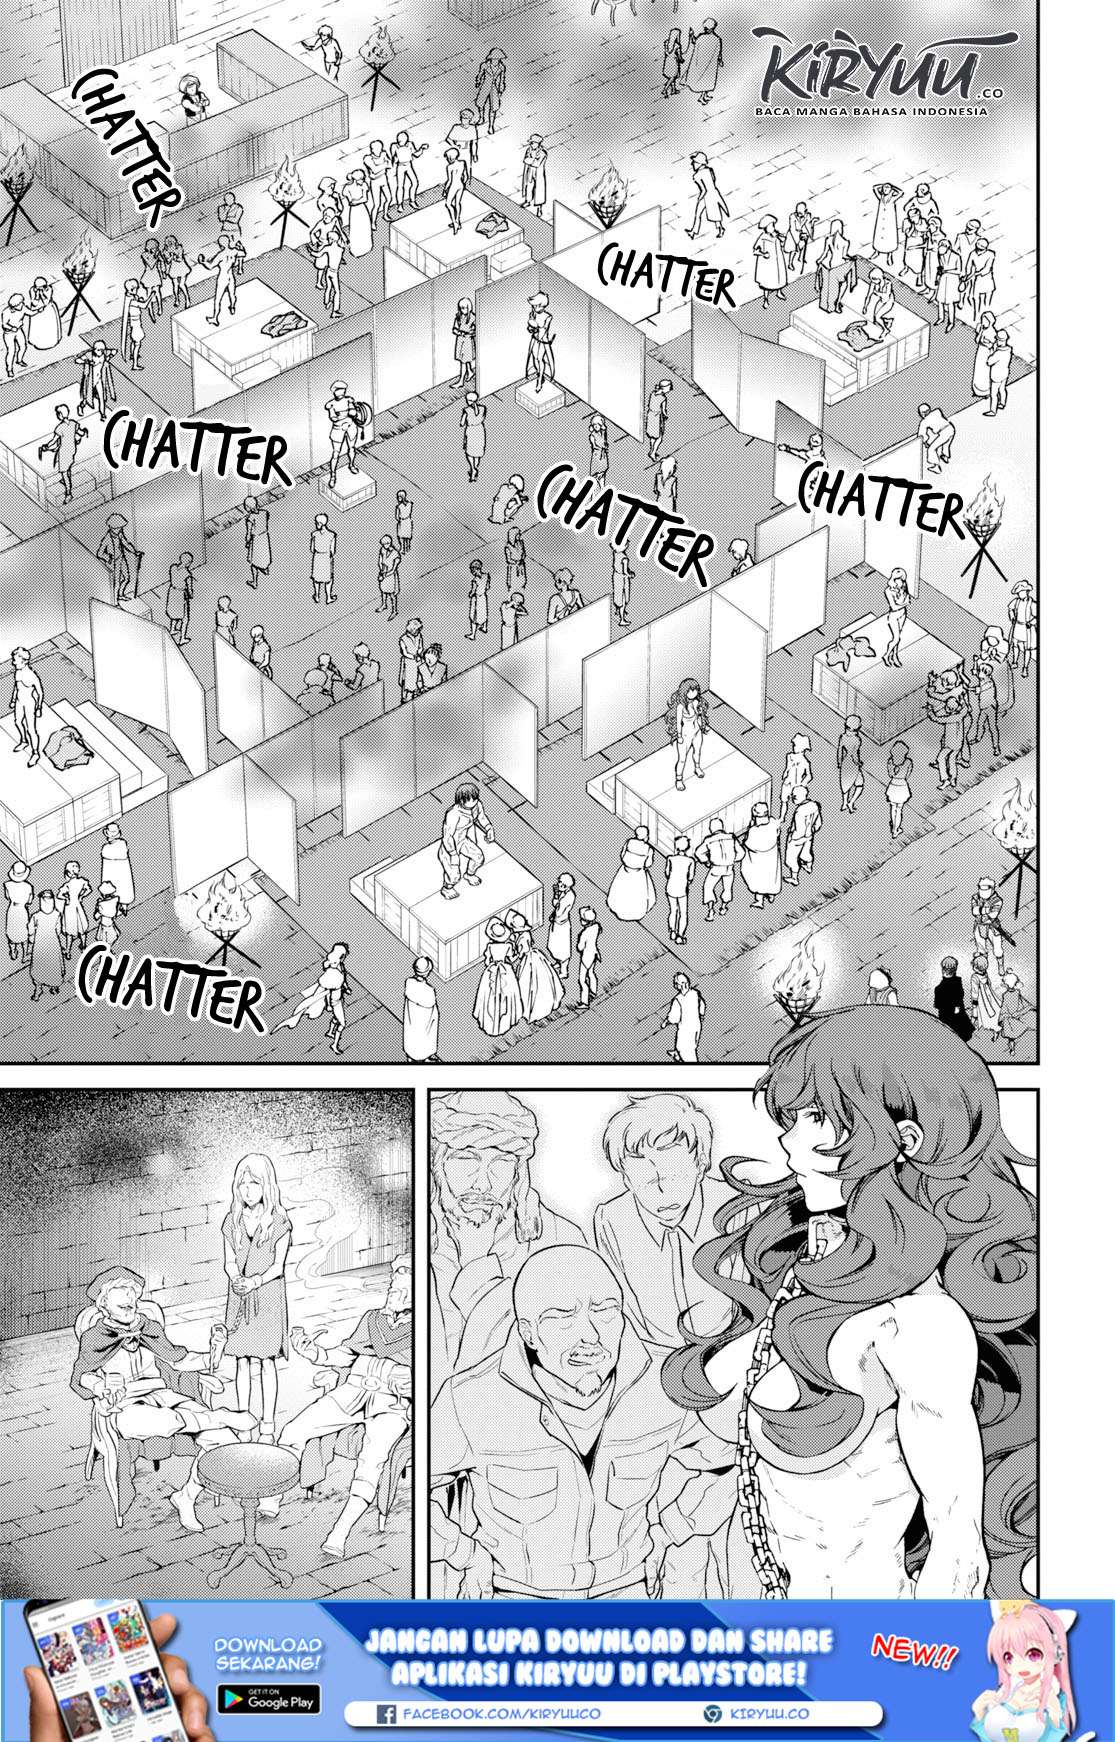 KIRYUU.CO
BACA MANGA BAHASA INDONESIA
CHATTER
CHATTER
CHATTER
CHATTER
CHATTER
CHATTER
DOWNLOAD
SEKARANG!
GET IT ON
Google Play
JANGAN LUPA DOWNLOAD DAN SHARE
APLIKASI KIRYUU DI PLAYSTORE!
FACEBOOK.COM/KIRYUUCO
KIRYUU.CO
NEW!!